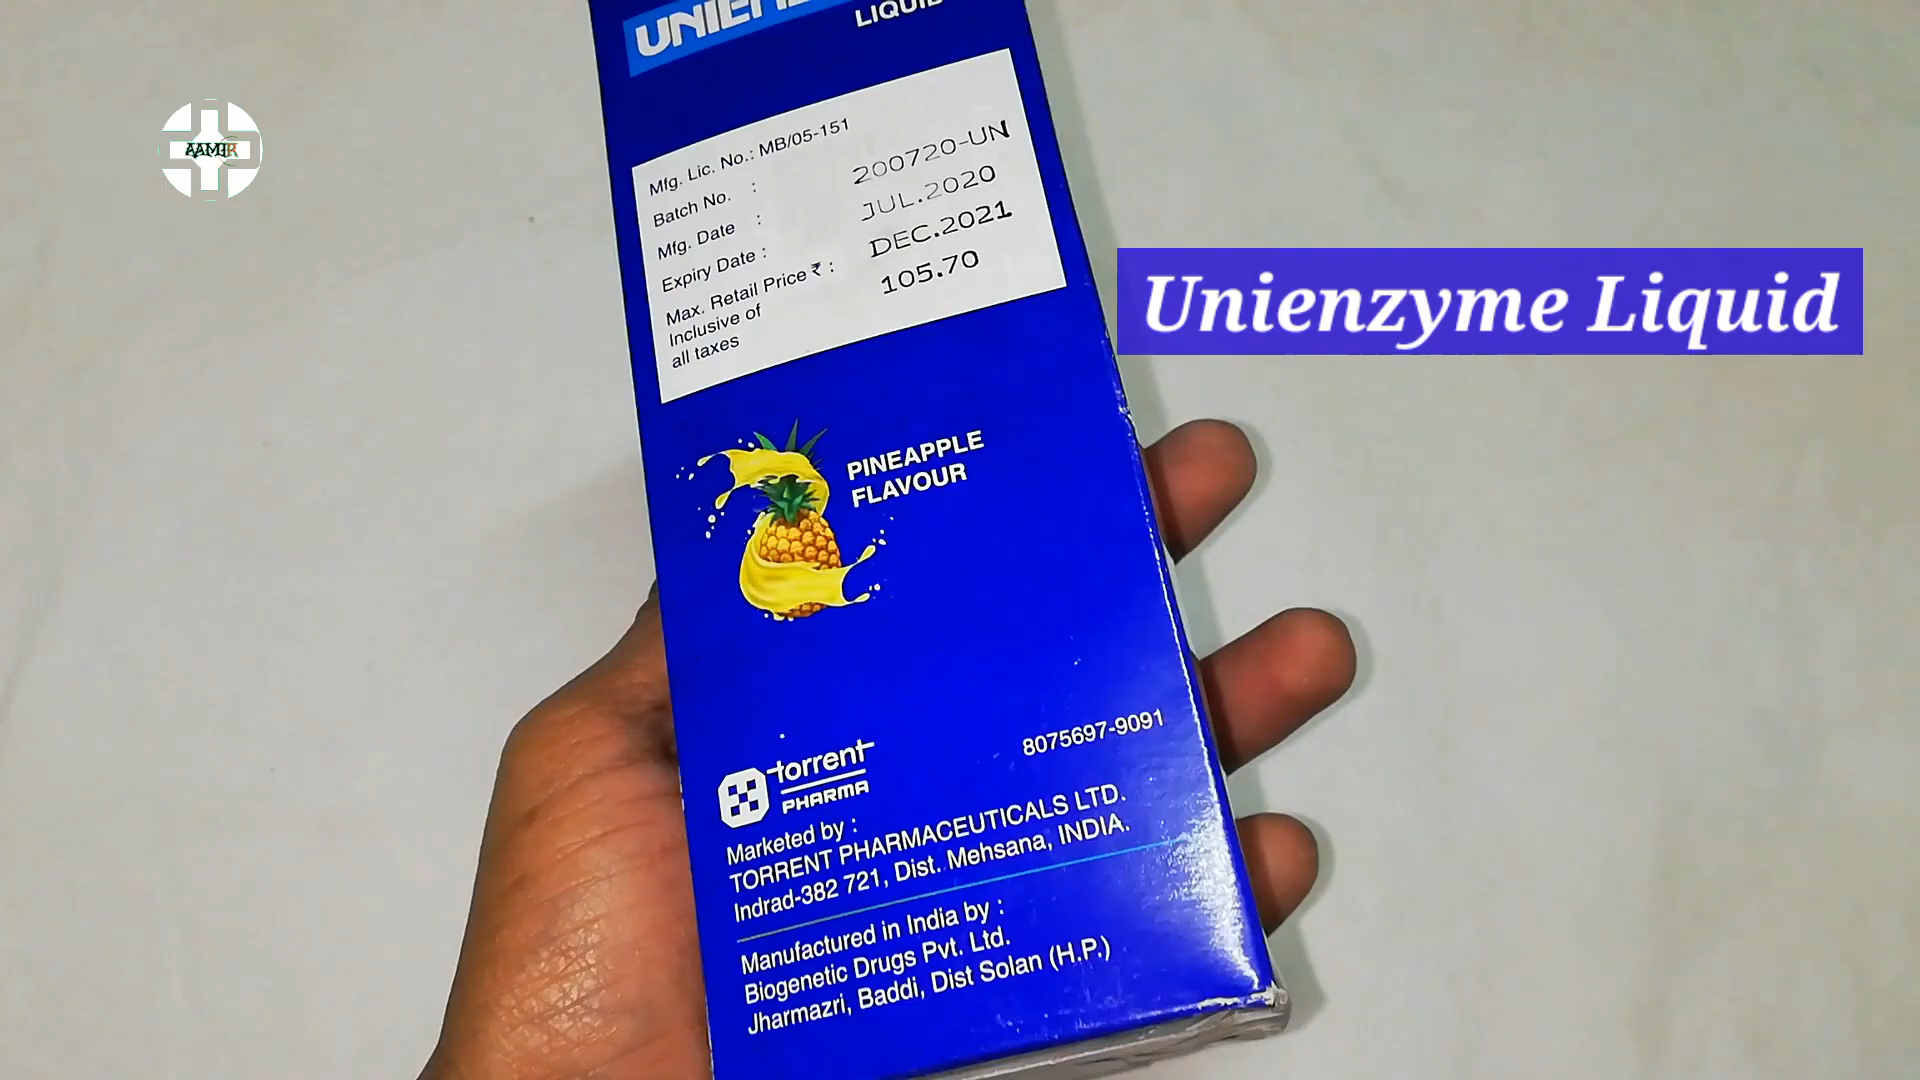 LIQUID
Mfg. Lic. No.: MB/05-151
Batch No. : 200720-UN
Mfg. Date : JUL.2020
Expiry Date : DEC.2021
Max. Retail Price ₹ : 105.70
Inclusive of
all taxes
AAMIR
Unienzyme Liquid
PINEAPPLE
FLAVOUR
torrent
PHARMA
8075697-9091
Marketed by :
TORRENT PHARMACEUTICALS LTD.
Indrad-382 721, Dist. Mehsana, INDIA.
Manufactured in India by :
Biogenetic Drugs Pvt. Ltd.
Jharmazri, Baddi, Dist Solan (H.P.)